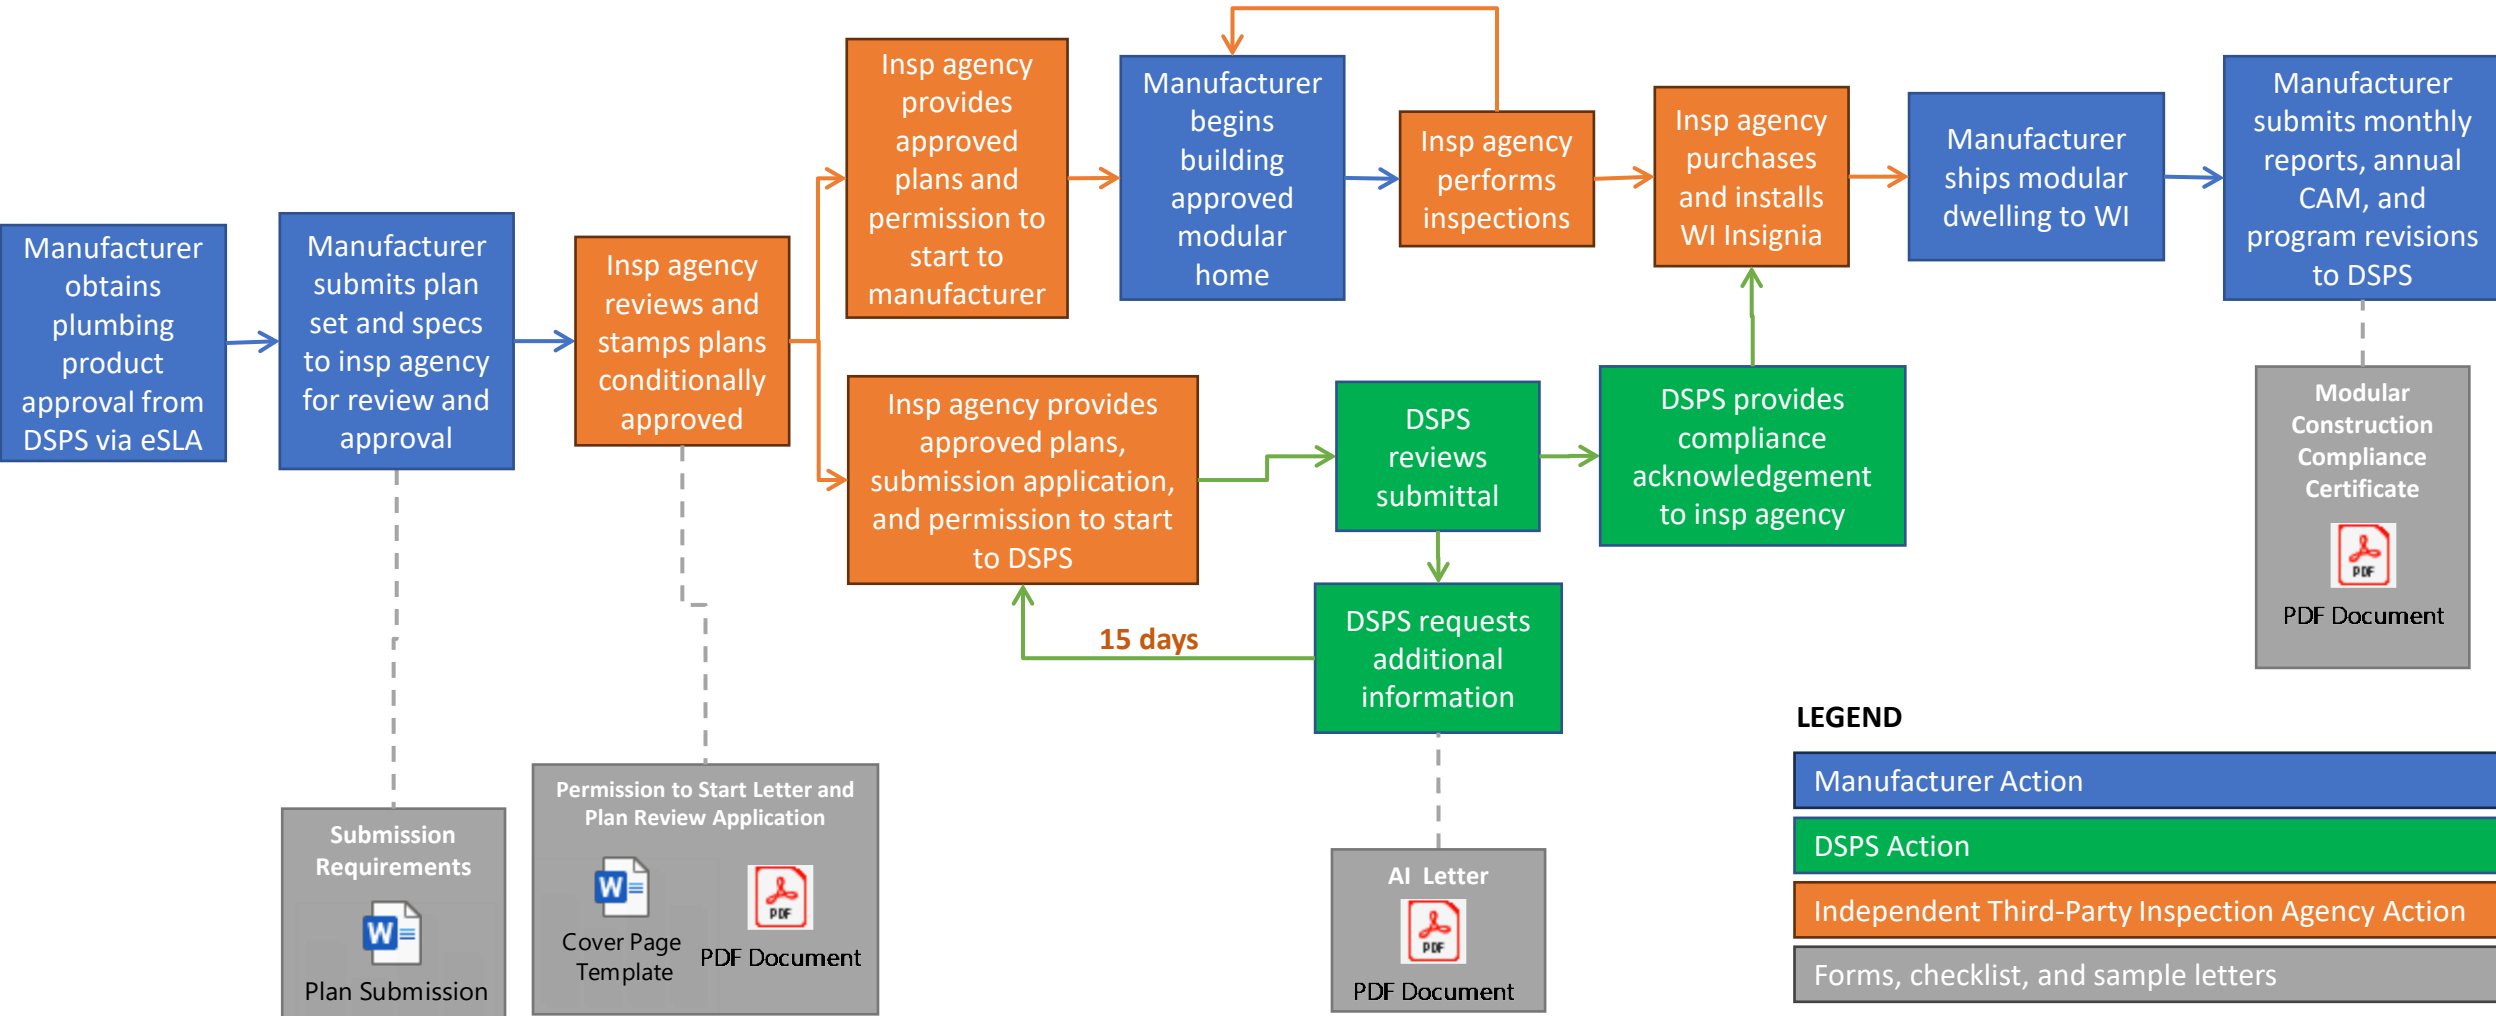 Manufacturer
obtains
plumbing
product
approval from
DSPS via eSLA
Manufacturer
submits plan
set and specs
to insp agency
for review and
approval
Insp agency
reviews and
stamps plans
conditionally
approved
Insp agency
provides
approved
plans and
permission to
start to
manufacturer
Manufacturer
begins
building
approved
modular
home
Insp agency
performs
inspections
Insp agency
purchases
and installs
WI Insignia
Manufacturer
ships modular
dwelling to WI
Manufacturer
submits monthly
reports, annual
CAM, and
program revisions
to DSPS
Insp agency provides
approved plans,
submission application,
and permission to start
to DSPS
DSPS
reviews
submittal
DSPS provides
compliance
acknowledgement
to insp agency
15 days
DSPS requests
additional
information
Modular
Construction
Compliance
Certificate
PDF
PDF Document
Submission
Requirements
W
Plan Submission
Permission to Start Letter and
Plan Review Application
W
Cover Page
Template
PDF
PDF Document
AI Letter
PDF
PDF Document
LEGEND
Manufacturer Action
DSPS Action
Independent Third-Party Inspection Agency Action
Forms, checklist, and sample letters